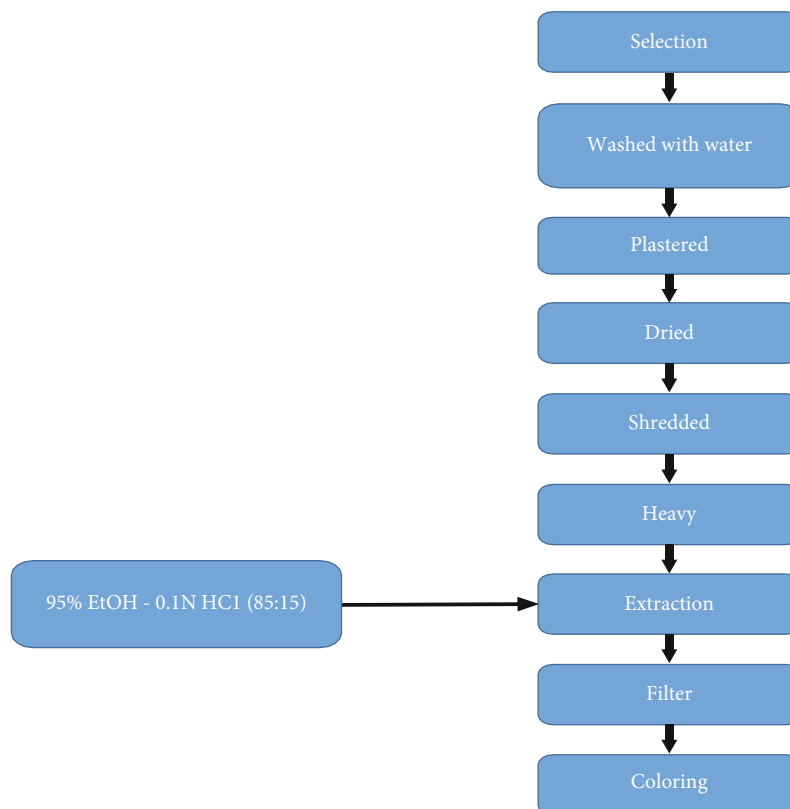 Selection
Washed with water
Plastered
Dried
Shredded
Heavy
95% EtOH - 0.1N HC1 (85:15)
Extraction
Filter
Coloring